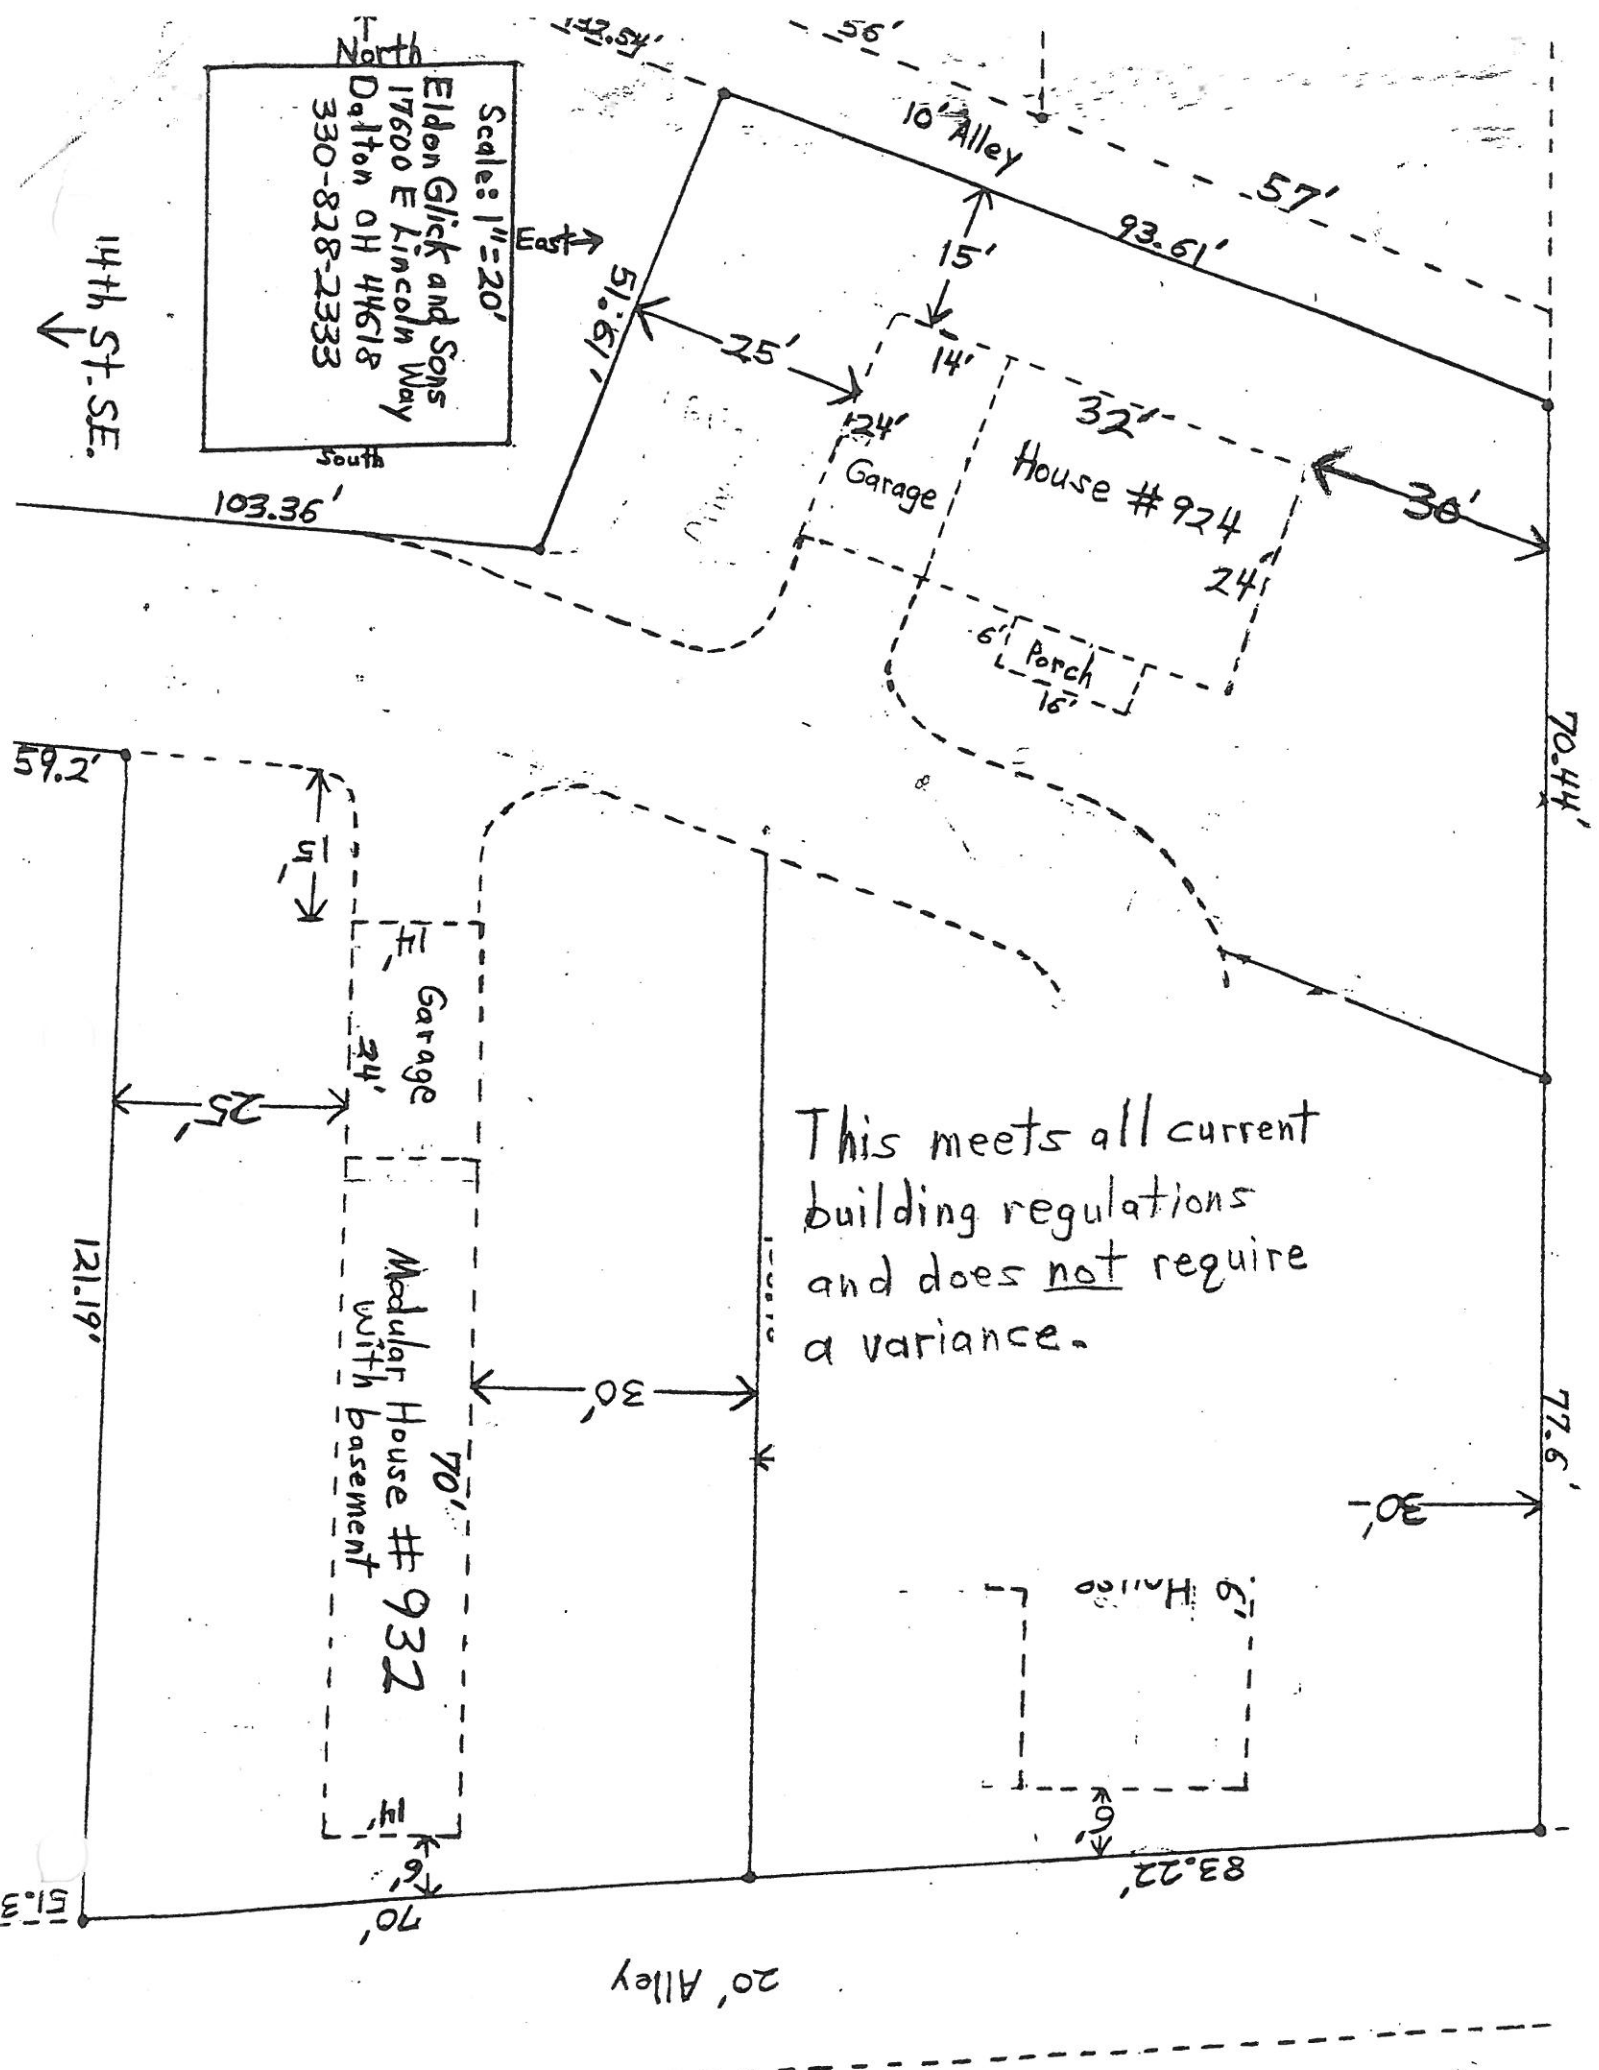 133.54'
56'
North
Scale: 1"=20'
Eldon Glick and Sons
17600 E Lincoln Way
Dalton OH 44618
330-828-2333
East
South
14th St. SE.
10' Alley
57'
93.61'
15'
51.61'
25'
14'
32'
24'
Garage
House #924
30'
24'
6'
Porch
16'
103.36'
70.44'
59.2'
15'
14'
Garage
24'
25'
121.19'
This meets all current
building regulations
and does not require
a variance.
Modular House # 932
with basement
70'
30'
77.6'
30'
14'
6'
6'
83.22'
70'
51.3
20' Alley